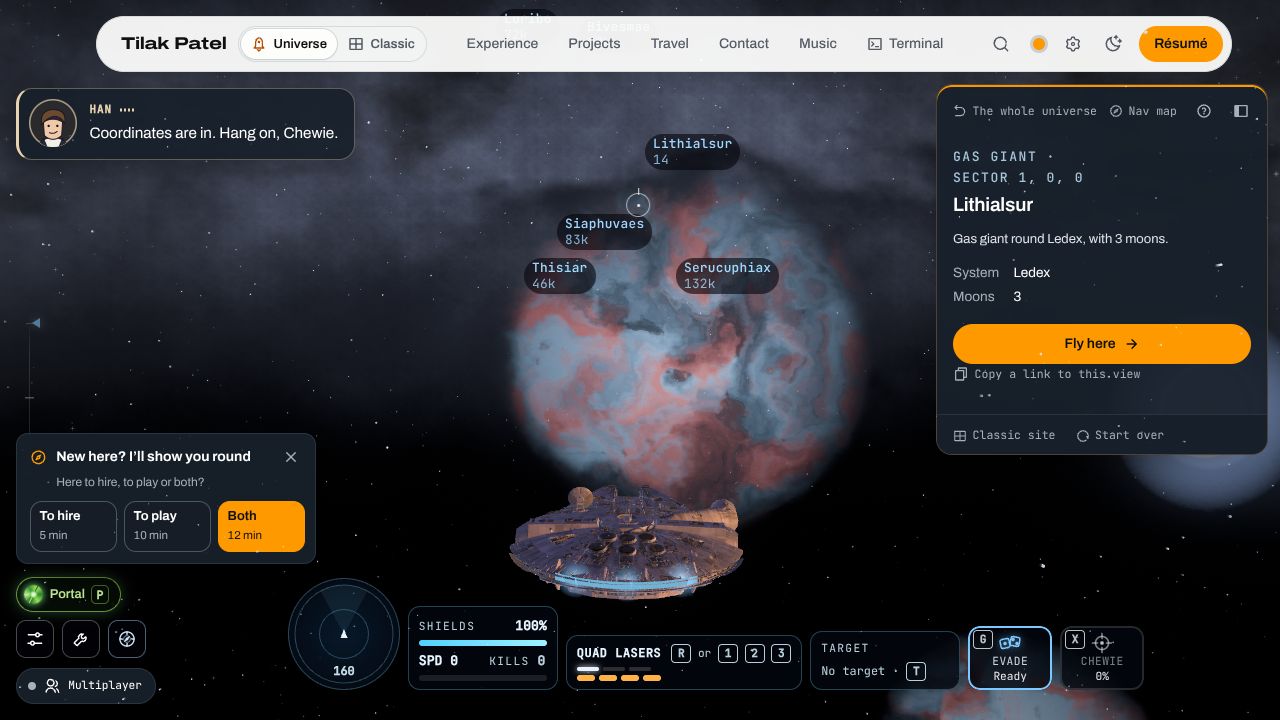 Tilak Patel
Universe
Classic
Experience
Projects
Travel
Contact
Music
Terminal
Résumé
HAN
Coordinates are in. Hang on, Chewie.
The whole universe
Nav map
GAS GIANT ·
SECTOR 1, 0, 0
Lithialsur
Gas giant round Ledex, with 3 moons.
System Ledex
Moons 3
Fly here
Copy a link to this view
Classic site
Start over
Lithialsur
14
Siaphuvaes
83k
Thisiar
46k
Serucuphiax
132k
New here? I’ll show you round
Here to hire, to play or both?
To hire
5 min
To play
10 min
Both
12 min
Portal P
Multiplayer
160
SHIELDS 100%
SPD 0 KILLS 0
QUAD LASERS R or 1 2 3
TARGET
No target · T
G
EVADE
Ready
X
CHEWIE
0%